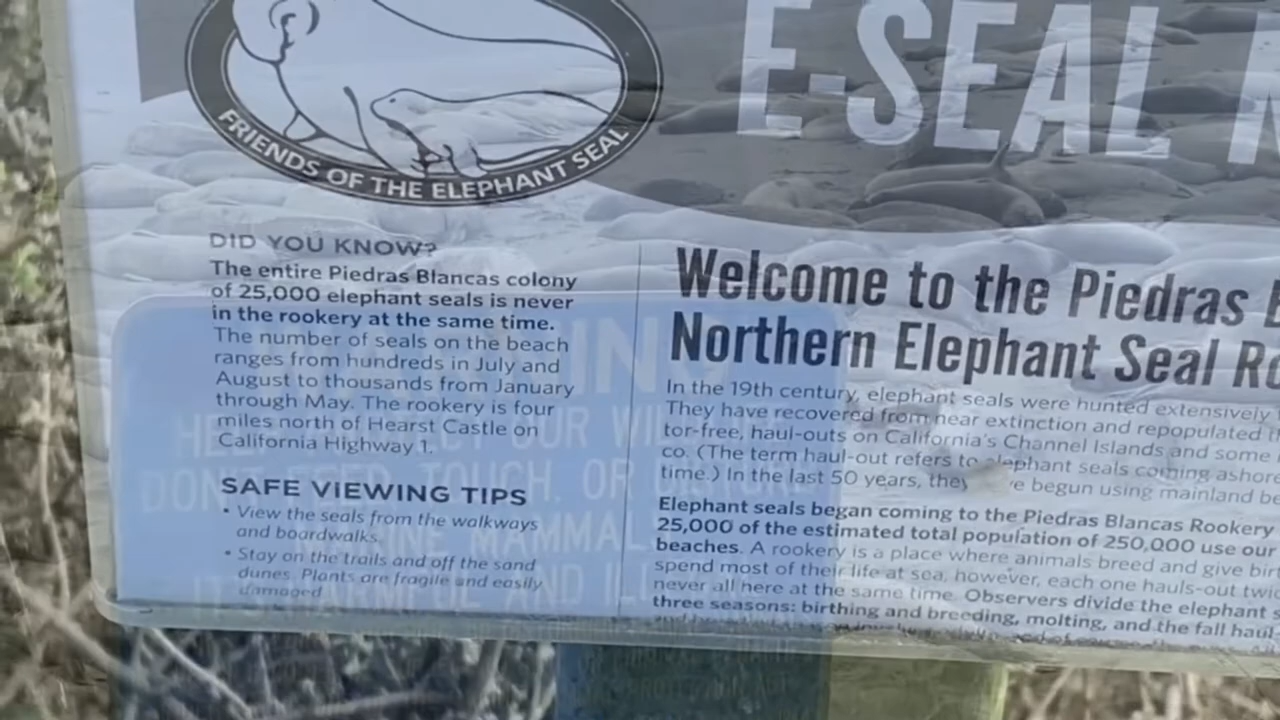 FRIENDS OF THE ELEPHANT SEAL
E-SEAL
DID YOU KNOW?
The entire Piedras Blancas colony
of 25,000 elephant seals is never
in the rookery at the same time.
The number of seals on the beach
ranges from hundreds in July and
August to thousands from January
through May. The rookery is four
miles north of Hearst Castle on
California Highway 1.
SAFE VIEWING TIPS
• View the seals from the walkways
and boardwalks.
• Stay on the trails and off the sand
dunes. Plants are fragile and easily
damaged
Welcome to the Piedras
Northern Elephant Seal
In the 19th century, elephant seals were hunted extensively
They have recovered from near extinction and repopulated
tor-free, haul-outs on California's Channel Islands and some
co. (The term haul-out refers to elephant seals coming ashore
time.) In the last 50 years, they begun using mainland
Elephant seals began coming to the Piedras Blancas Rookery
25,000 of the estimated total population of 250,000 use our
beaches. A rookery is a place where animals breed and give
spend most of their life at sea, however, each one hauls-out
never all here at the same time. Observers divide the elephant
three seasons: birthing and breeding, molting, and the fall haul
DON'T FEED, TOUCH, OR